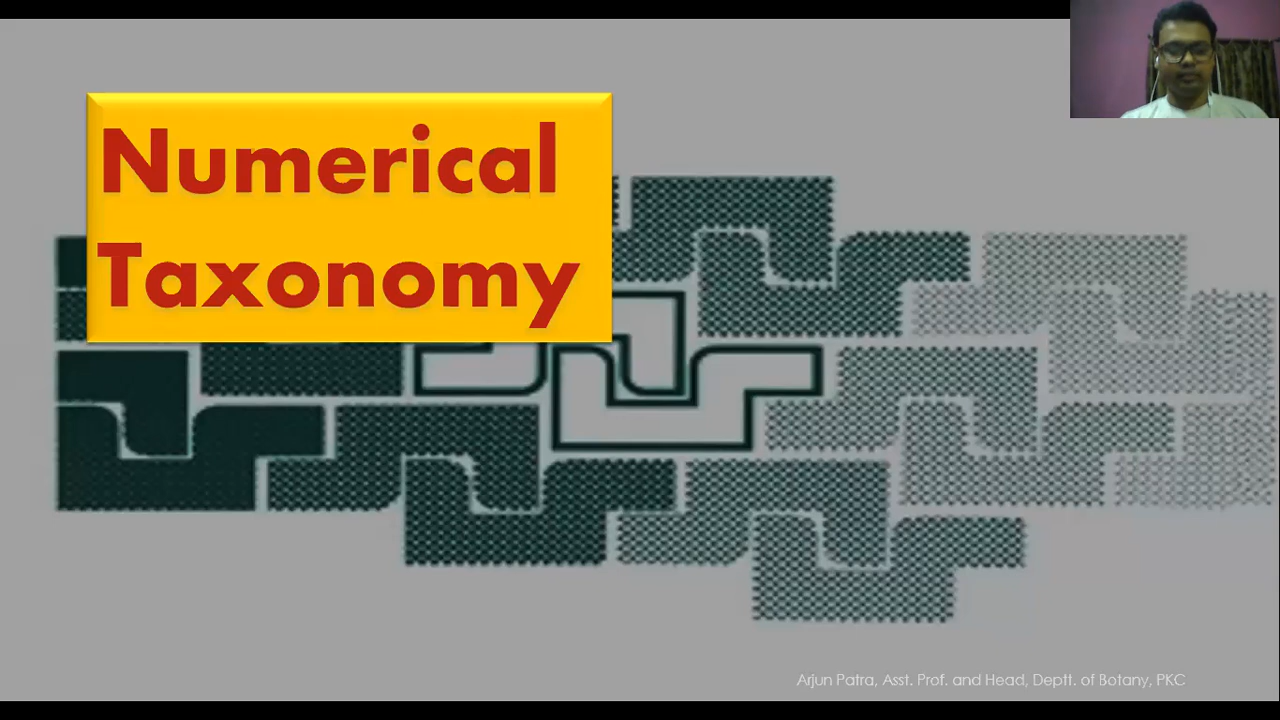 Numerical
Taxonomy
Arjun Patra, Asst. Prof. and Head, Deptt. of Botany, PKC